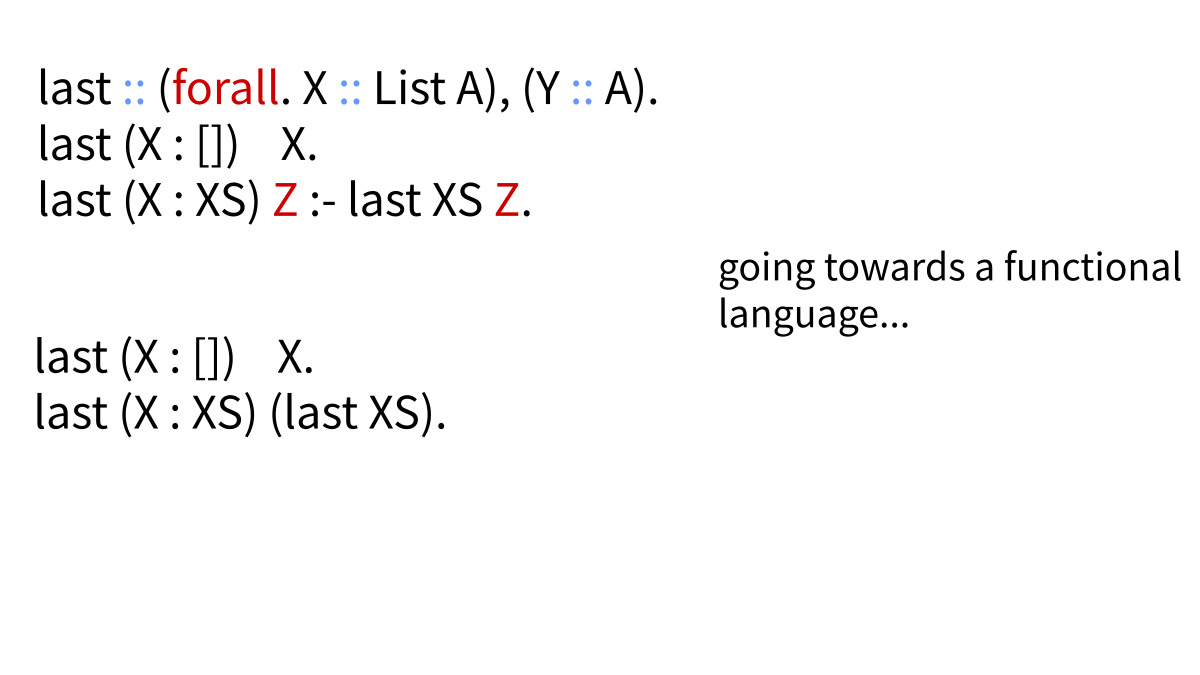 last :: (forall. X :: List A), (Y :: A).
last (X : []) X.
last (X : XS) Z :- last XS Z.
going towards a functional
language...
last (X : []) X.
last (X : XS) (last XS).